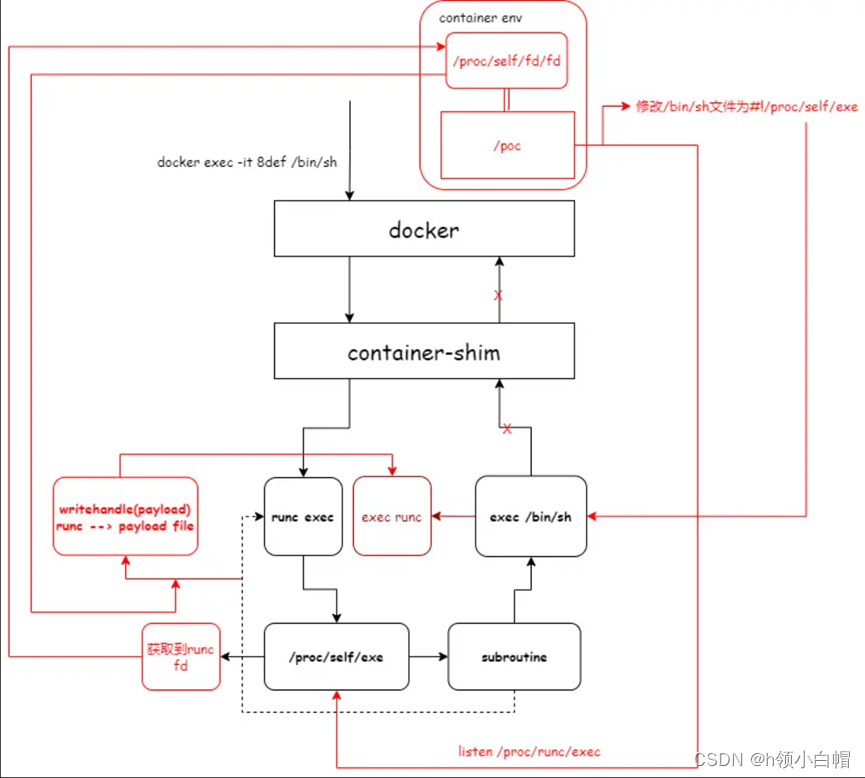 container env
/proc/self/fd/fd
修改/bin/sh文件为#!/proc/self/exe
/poc
docker exec -it 8def /bin/sh
docker
X
container-shim
X
writehandle(payload)
runc --> payload file
runc exec
exec runc
exec /bin/sh
获取到runc
fd
/proc/self/exe
subroutine
listen /proc/runc/exec
CSDN @h领小白帽